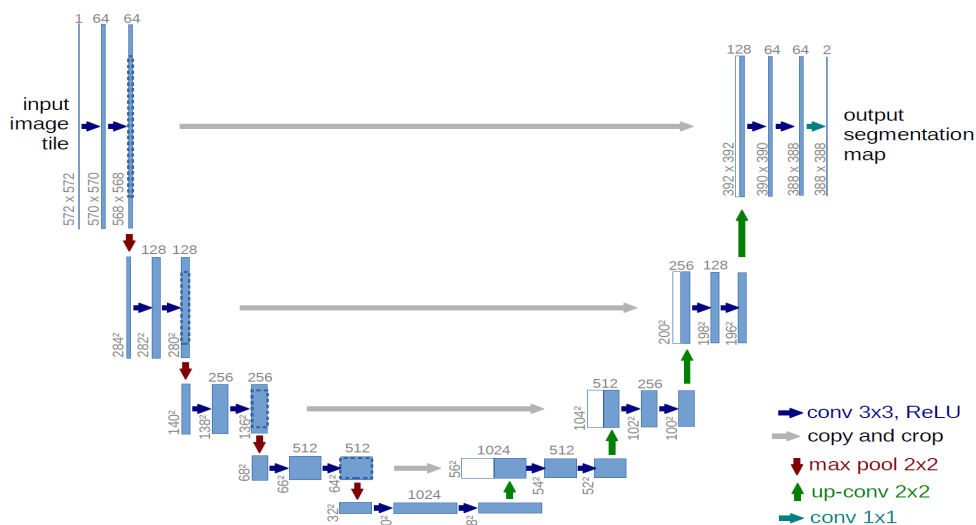 1 64 64
128 64 64 2
input
image
tile
output
segmentation
map
572 x 572
570 x 570
568 x 568
392 x 392
390 x 390
388 x 388
388 x 388
128 128
256 128
284²
282²
280²
200²
198²
196²
256 256
512 256
140²
138²
136²
104²
102²
100²
512 512
1024 512
68²
66²
64²
56²
54²
52²
1024
32²
conv 3x3, ReLU
copy and crop
max pool 2x2
up-conv 2x2
conv 1x1